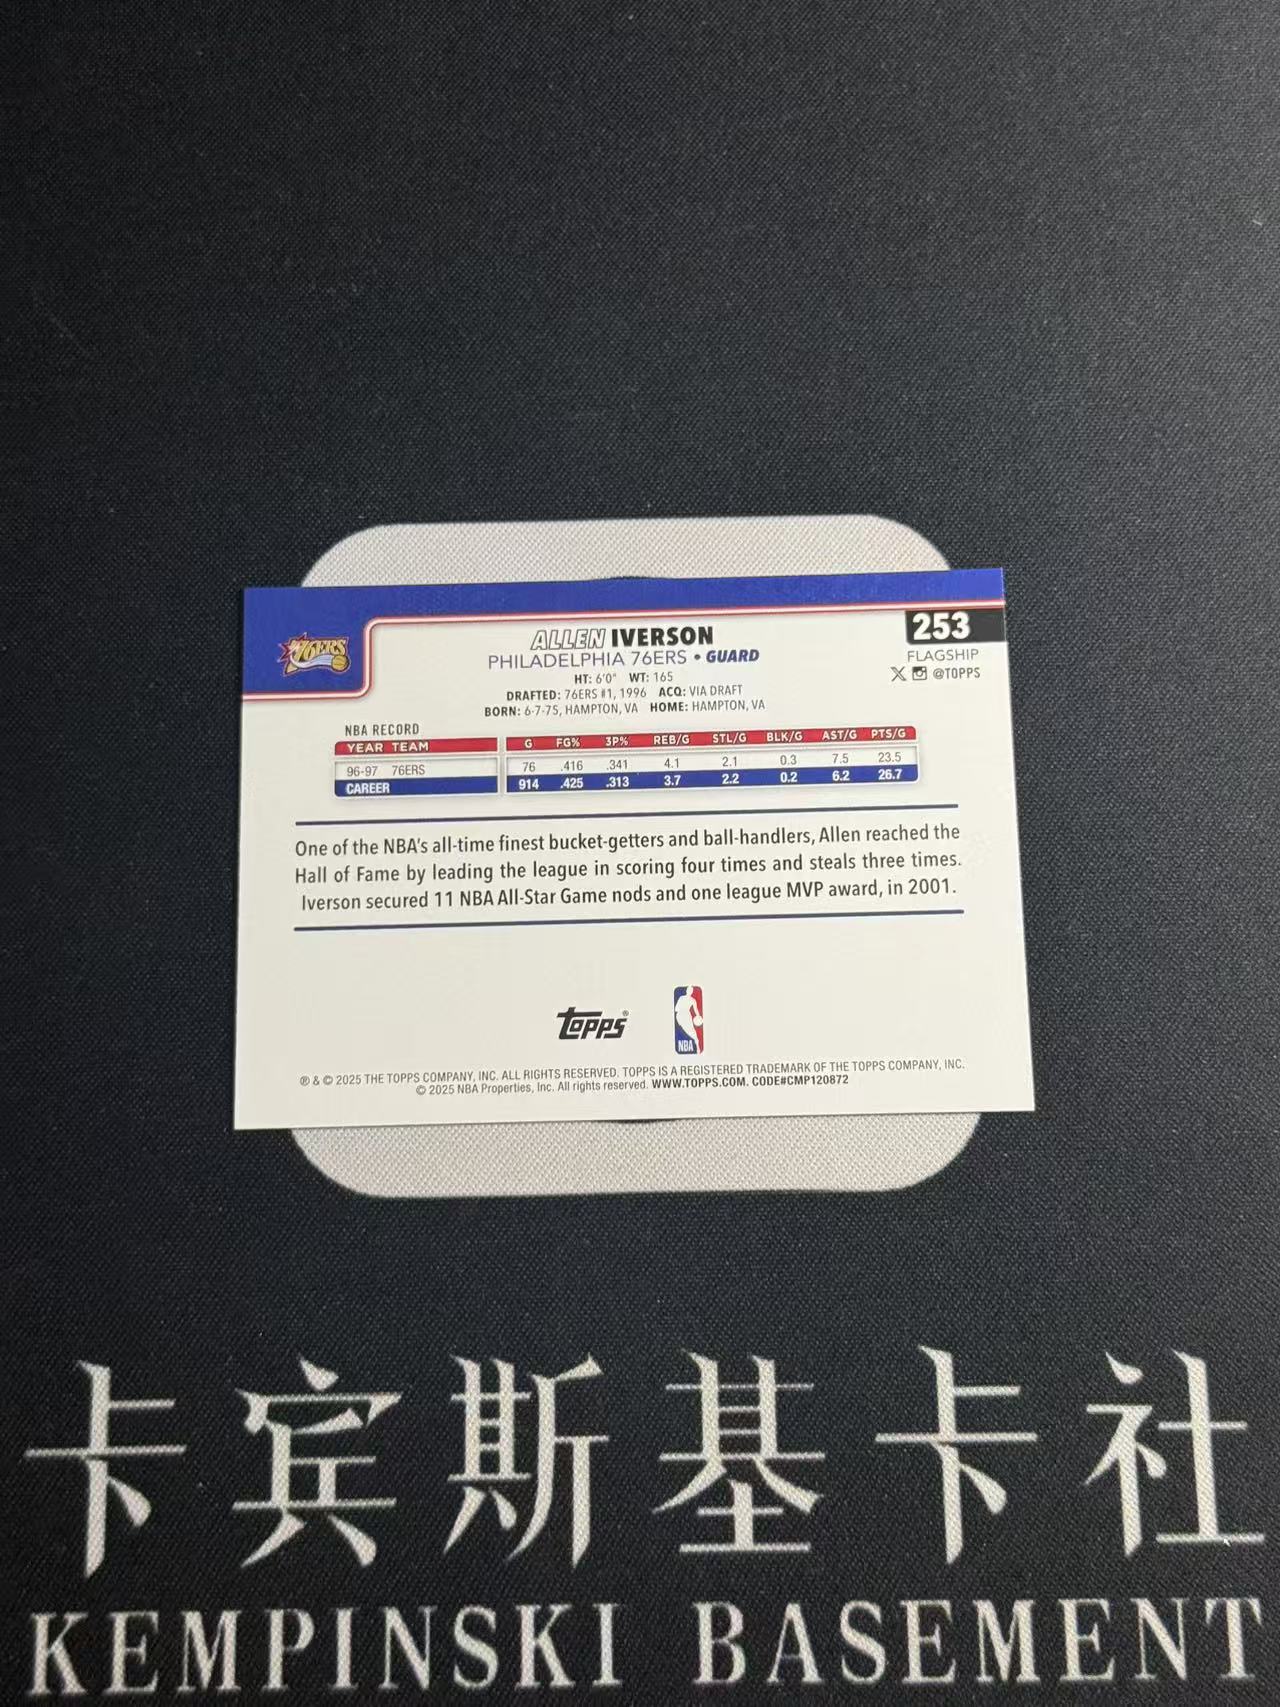 76ERS
ALLEN IVERSON
PHILADELPHIA 76ERS • GUARD
HT: 6'0" WT: 165
DRAFTED: 76ERS #1, 1996 ACQ: VIA DRAFT
BORN: 6-7-75, HAMPTON, VA HOME: HAMPTON, VA
253
FLAGSHIP
@TOPPS
NBA RECORD
YEAR TEAM G FG% 3P% REB/G STL/G BLK/G AST/G PTS/G
96-97 76ERS 76 .416 .341 4.1 2.1 0.3 7.5 23.5
CAREER 914 .425 .313 3.7 2.2 0.2 6.2 26.7
One of the NBA's all-time finest bucket-getters and ball-handlers, Allen reached the
Hall of Fame by leading the league in scoring four times and steals three times.
Iverson secured 11 NBA All-Star Game nods and one league MVP award, in 2001.
topps®
NBA
® & © 2025 THE TOPPS COMPANY, INC. ALL RIGHTS RESERVED. TOPPS IS A REGISTERED TRADEMARK OF THE TOPPS COMPANY, INC.
© 2025 NBA Properties, Inc. All rights reserved. WWW.TOPPS.COM. CODE#CMP120872
卡宾斯基卡社
KEMPINSKI BASEMENT